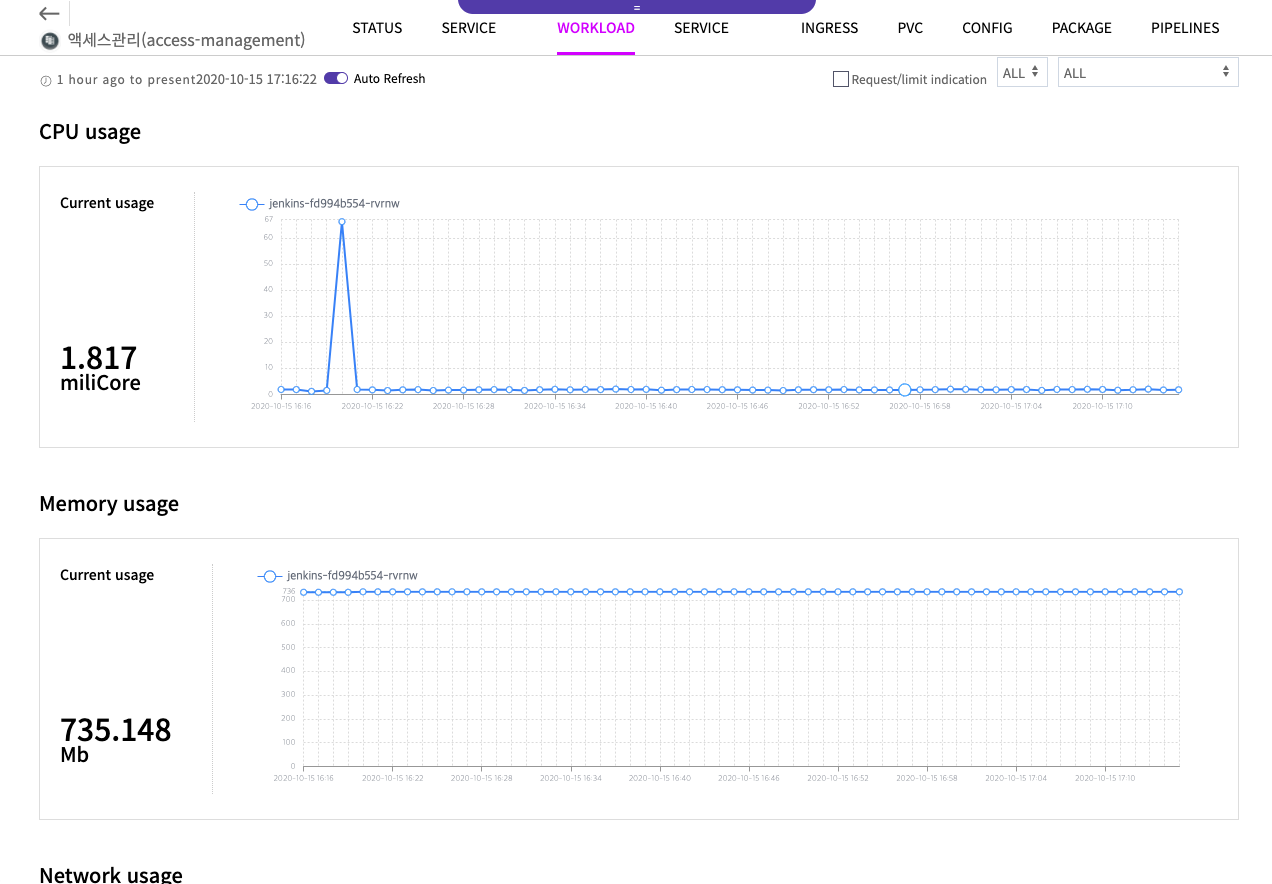 =
STATUS SERVICE WORKLOAD SERVICE INGRESS PVC CONFIG PACKAGE PIPELINES
액세스관리(access-management)
1 hour ago to present2020-10-15 17:16:22 Auto Refresh
Request/limit indication ALL ALL
CPU usage
Current usage
jenkins-fd994b554-rvrnw
67
60
50
40
30
20
10
0
1.817
miliCore
2020-10-15 16:16 2020-10-15 16:22 2020-10-15 16:28 2020-10-15 16:34 2020-10-15 16:40 2020-10-15 16:46 2020-10-15 16:52 2020-10-15 16:58 2020-10-15 17:04 2020-10-15 17:10
Memory usage
Current usage
jenkins-fd994b554-rvrnw
736
700
600
500
400
300
200
100
0
735.148
Mb
2020-10-15 16:16 2020-10-15 16:22 2020-10-15 16:28 2020-10-15 16:34 2020-10-15 16:40 2020-10-15 16:46 2020-10-15 16:52 2020-10-15 16:58 2020-10-15 17:04 2020-10-15 17:10
Network usage